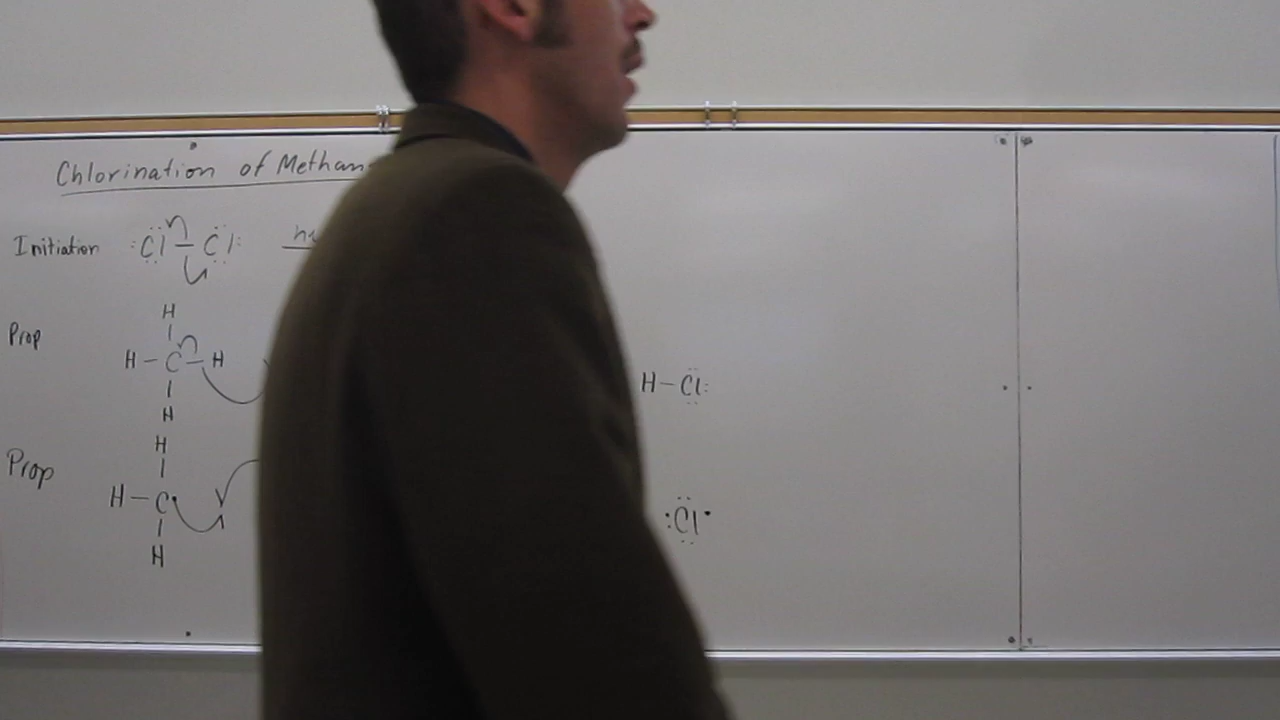 Chlorination of Methan
Initiation :Cl — Cl:
H
Prop H — C — H
H
H — Cl:
H
Prop H — C•
:Cl•
H